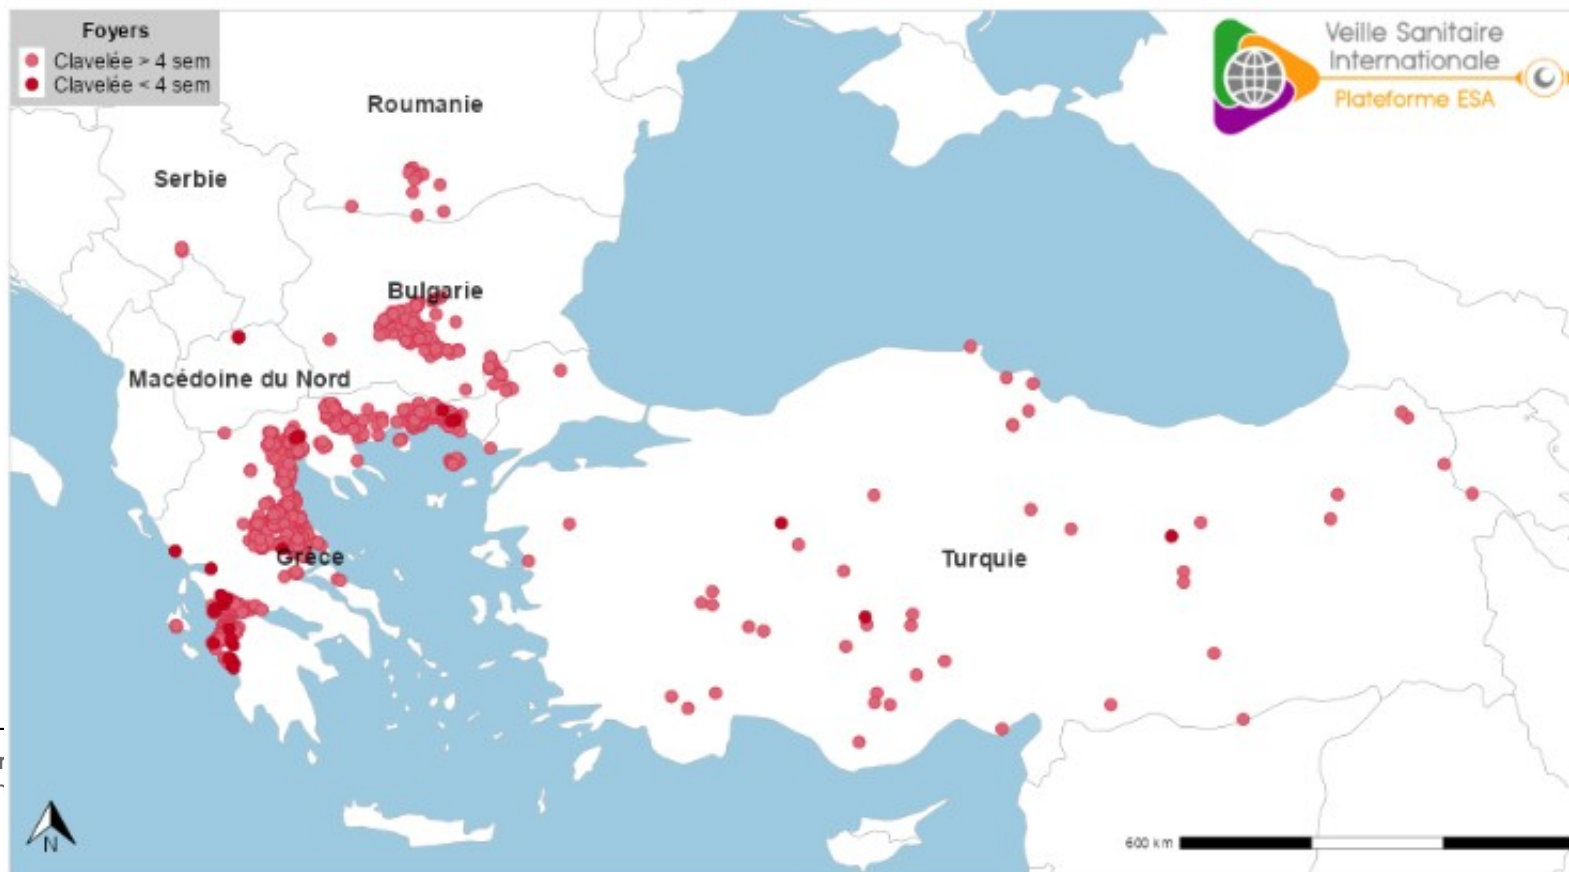 Foyers
Clavelée > 4 sem
Clavelée < 4 sem
Veille Sanitaire
Internationale
Plateforme ESA
Roumanie
Serbie
Bulgarie
Macédoine du Nord
Grèce
Turquie
N
600 km